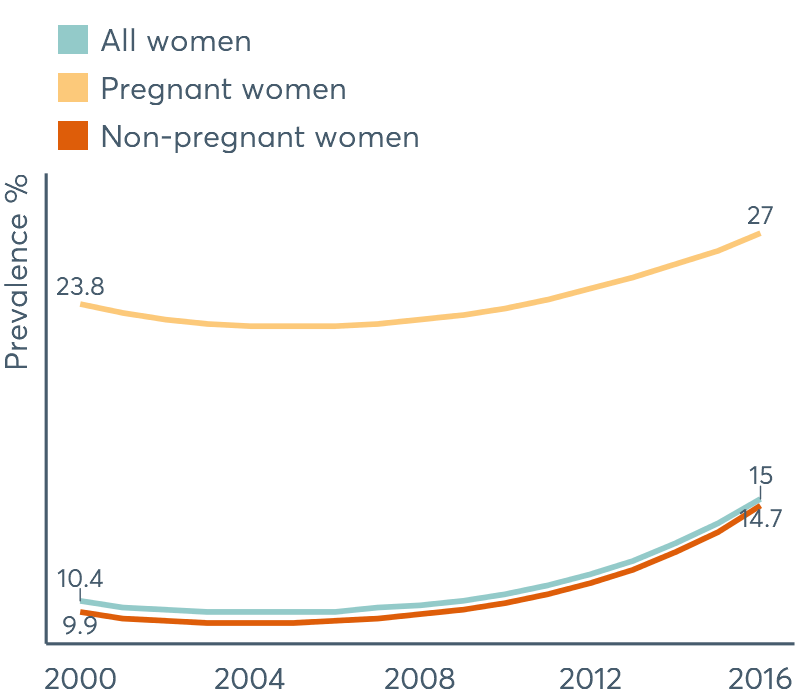 All women
Pregnant women
Non-pregnant women
Prevalence %
27
23.8
15
14.7
10.4
9.9
2000 2004 2008 2012 2016